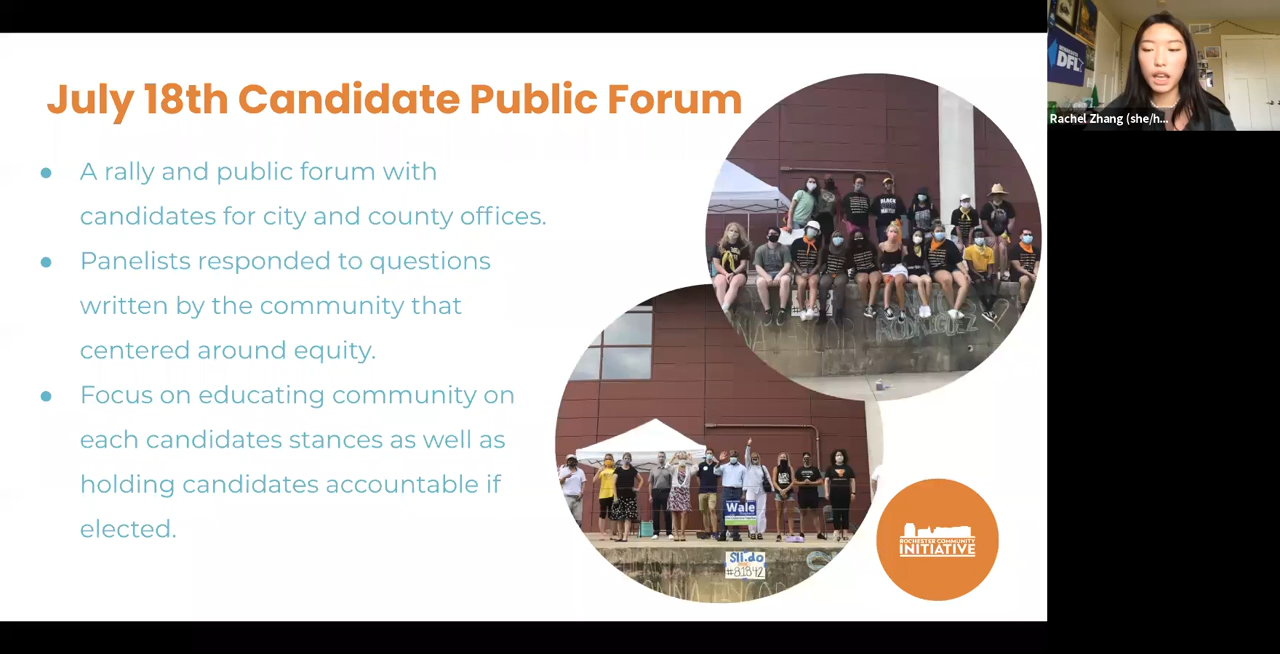 July 18th Candidate Public Forum
● A rally and public forum with
candidates for city and county offices.
● Panelists responded to questions
written by the community that
centered around equity.
● Focus on educating community on
each candidates stances as well as
holding candidates accountable if
elected.
BLACK
RODRIGUEZ
Wale
Sli.do
ROCHESTER COMMUNITY
INITIATIVE
DFL
Rachel Zhang (she/h...